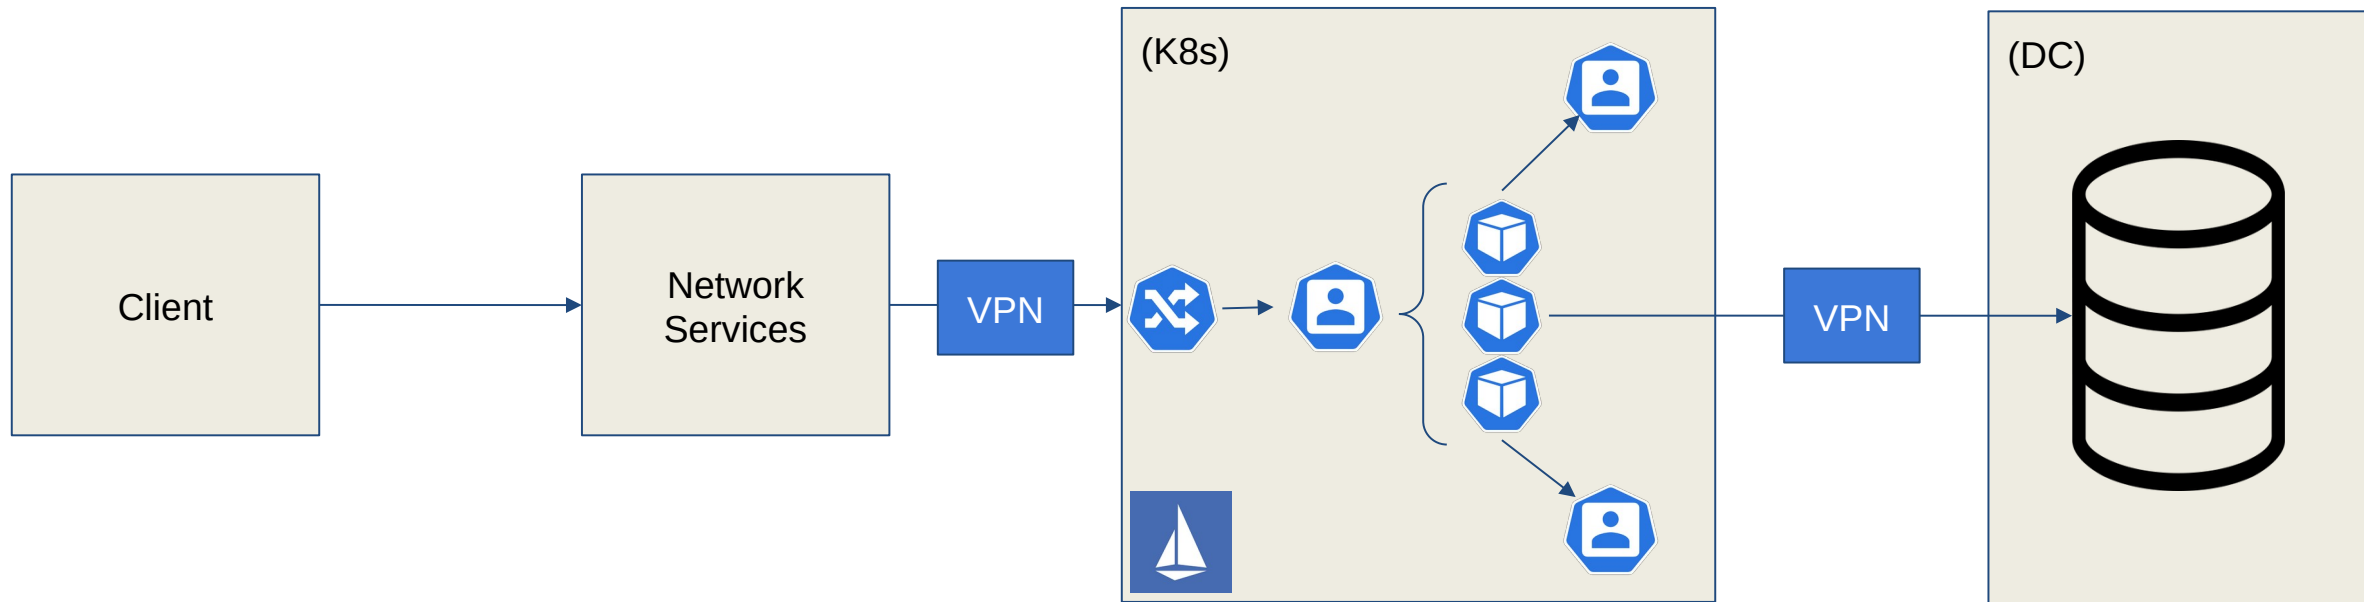 Client
Network
Services
VPN
(K8s)
VPN
(DC)